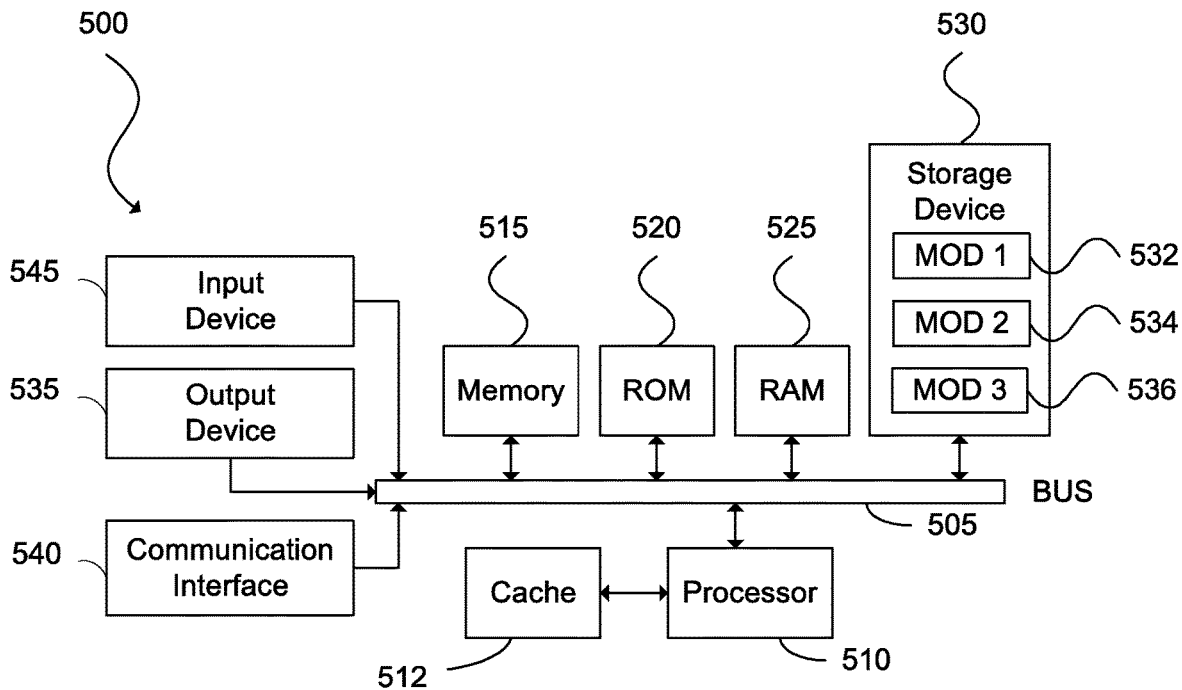 500
530
Storage
Device
MOD 1
532
MOD 2
534
MOD 3
536
515
520
525
545
Input
Device
535
Output
Device
Memory
ROM
RAM
BUS
505
540
Communication
Interface
Cache
Processor
512
510